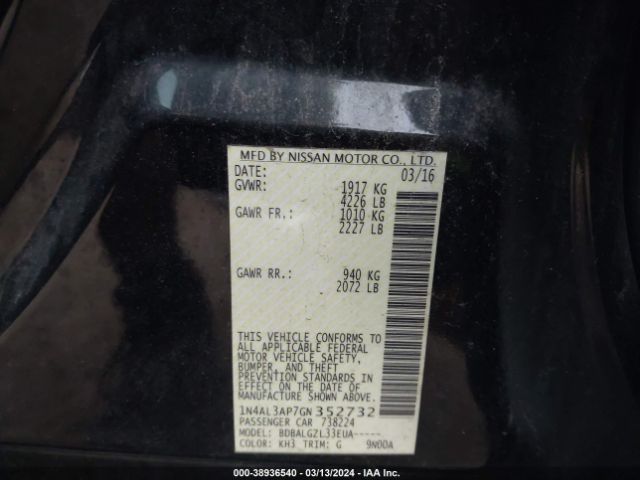 MFD BY NISSAN MOTOR CO., LTD.
DATE: 03/16
GVWR: 1917 KG
4226 LB
GAWR FR.: 1010 KG
2227 LB
GAWR RR.: 940 KG
2072 LB
THIS VEHICLE CONFORMS TO
ALL APPLICABLE FEDERAL
MOTOR VEHICLE SAFETY,
BUMPER, AND THEFT
PREVENTION STANDARDS IN
EFFECT ON THE DATE OF
MANUFACTURE SHOWN ABOVE.
1N4AL3AP7GN352732
PASSENGER CAR 738224
MODEL: BDBALGZL33EUA-----
COLOR: KH3 TRIM: G 9N00A
000-38936540 - 03/13/2024 - IAA Inc.